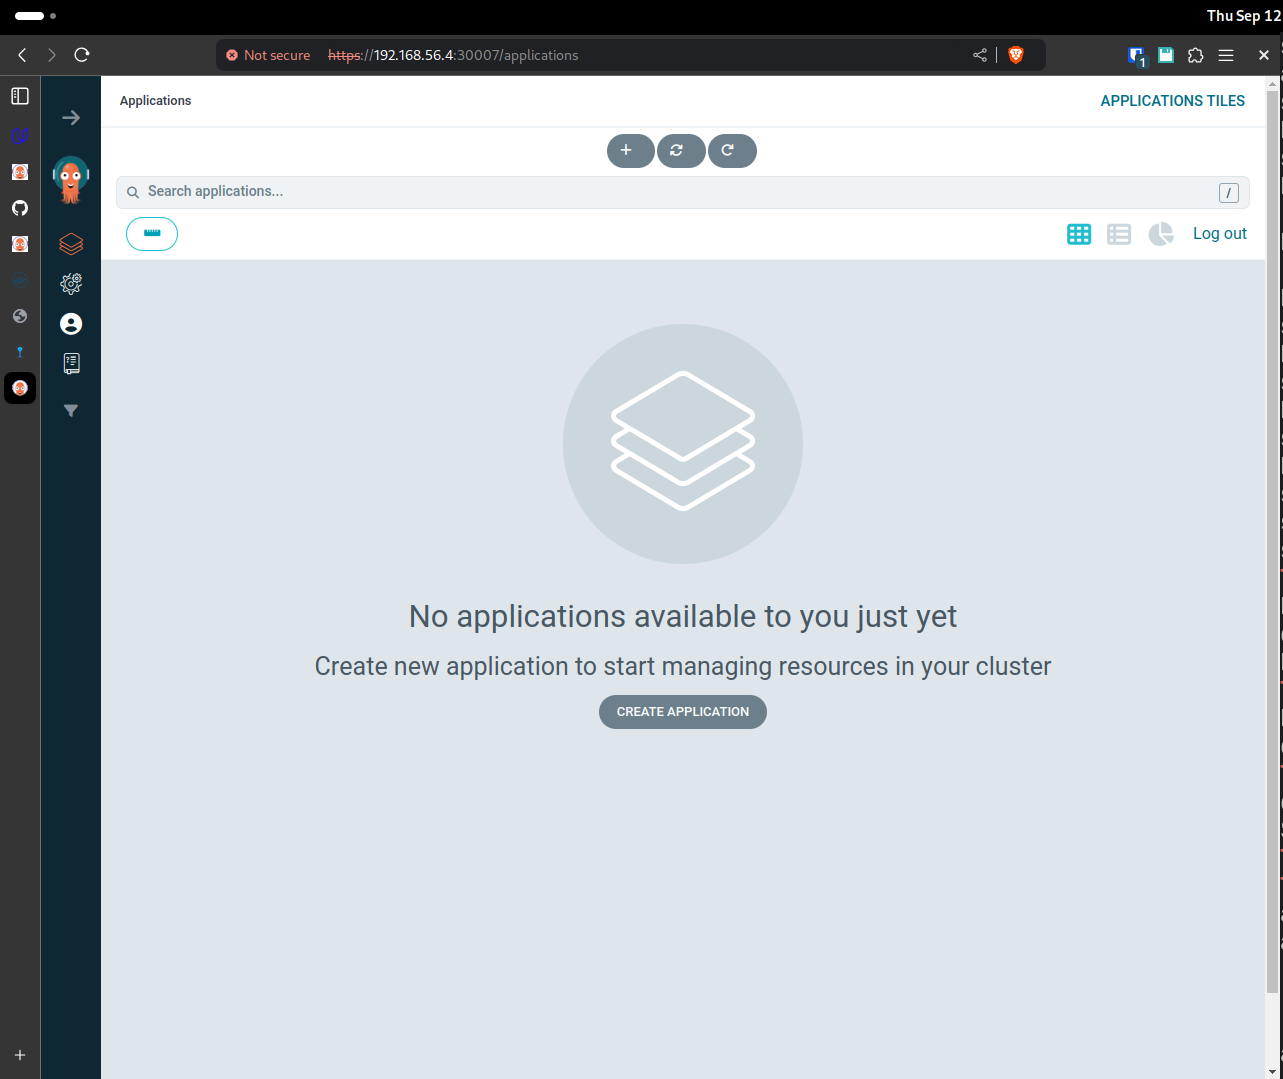 Thu Sep 12
Not secure https://192.168.56.4:30007/applications
1
Applications
APPLICATIONS TILES
Search applications...
/
Log out
No applications available to you just yet
Create new application to start managing resources in your cluster
CREATE APPLICATION